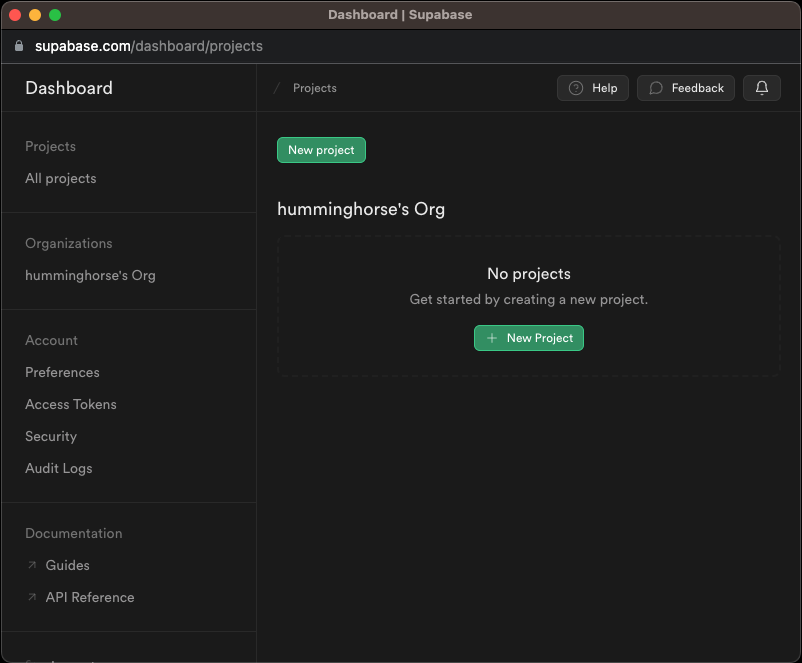 Dashboard | Supabase
supabase.com/dashboard/projects
Dashboard
/ Projects
Help
Feedback
Projects
All projects
Organizations
humminghorse's Org
Account
Preferences
Access Tokens
Security
Audit Logs
Documentation
Guides
API Reference
New project
humminghorse's Org
No projects
Get started by creating a new project.
New Project